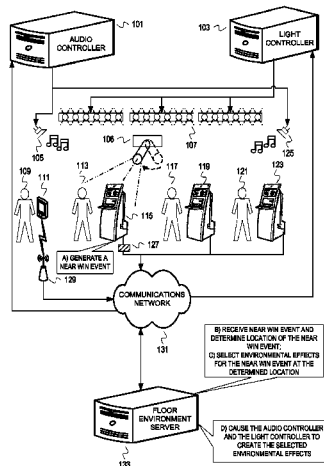 101
AUDIO
CONTROLLER
103
LIGHT
CONTROLLER
106
107
105
125
109
111
113
115
117
119
121
123
127
A) GENERATE A
NEAR WIN EVENT
129
COMMUNICATIONS
NETWORK
131
B) RECEIVE NEAR WIN EVENT AND
DETERMINE LOCATION OF THE NEAR
WIN EVENT;
C) SELECT ENVIRONMENTAL EFFECTS
FOR THE NEAR WIN EVENT AT THE
DETERMINED LOCATION
FLOOR
ENVIRONMENT
SERVER
D) CAUSE THE AUDIO CONTROLLER
AND THE LIGHT CONTROLLER TO
CREATE THE SELECTED
ENVIRONMENTAL EFFECTS
133